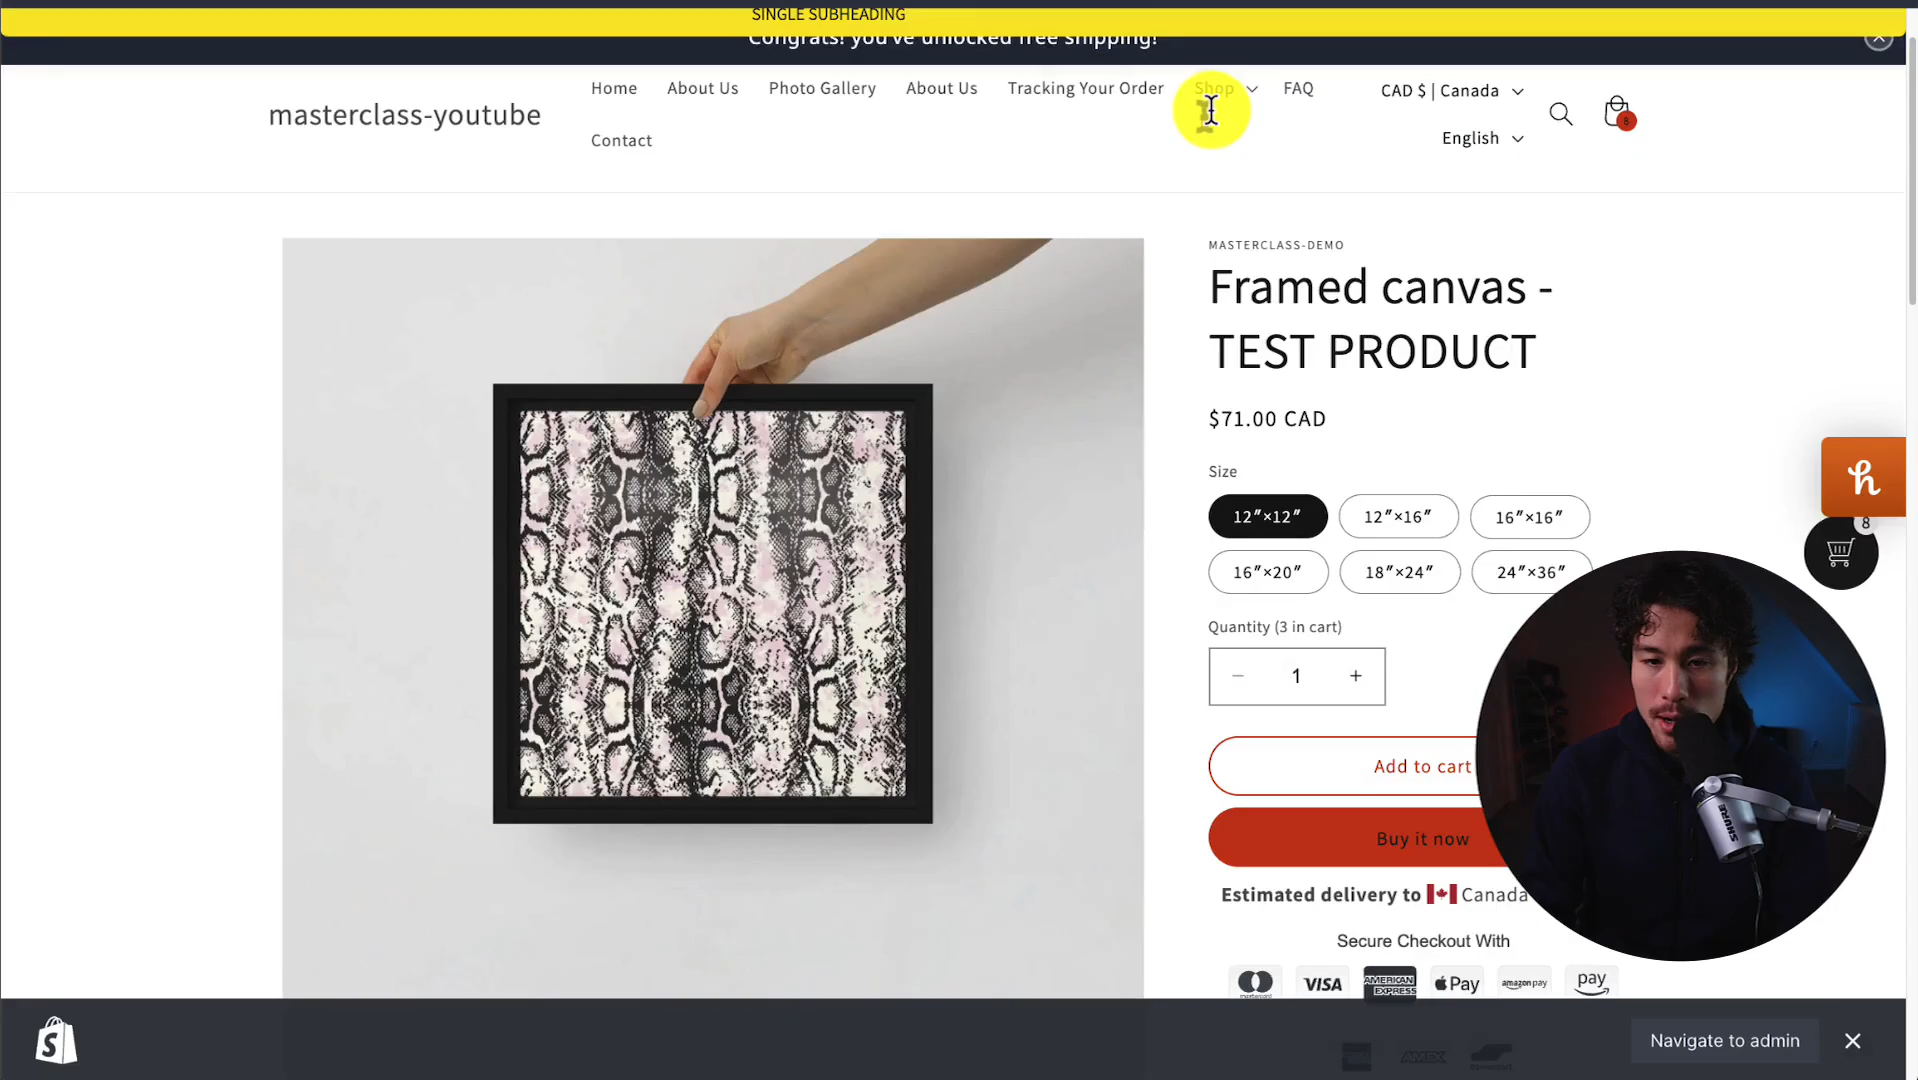 SINGLE SUBHEADING
Congrats! you've unlocked free shipping!
masterclass-youtube
Home
About Us
Photo Gallery
About Us
Tracking Your Order
Shop
FAQ
Contact
CAD $ | Canada
English
8
MASTERCLASS-DEMO
Framed canvas -
TEST PRODUCT
$71.00 CAD
Size
12″×12″
12″×16″
16″×16″
16″×20″
18″×24″
24″×36″
h
8
Quantity (3 in cart)
1
Add to cart
Buy it now
Estimated delivery to Canada
Secure Checkout With
mastercard
VISA
AMERICAN EXPRESS
Pay
amazon pay
pay
SHURE
AMEX
S
Navigate to admin